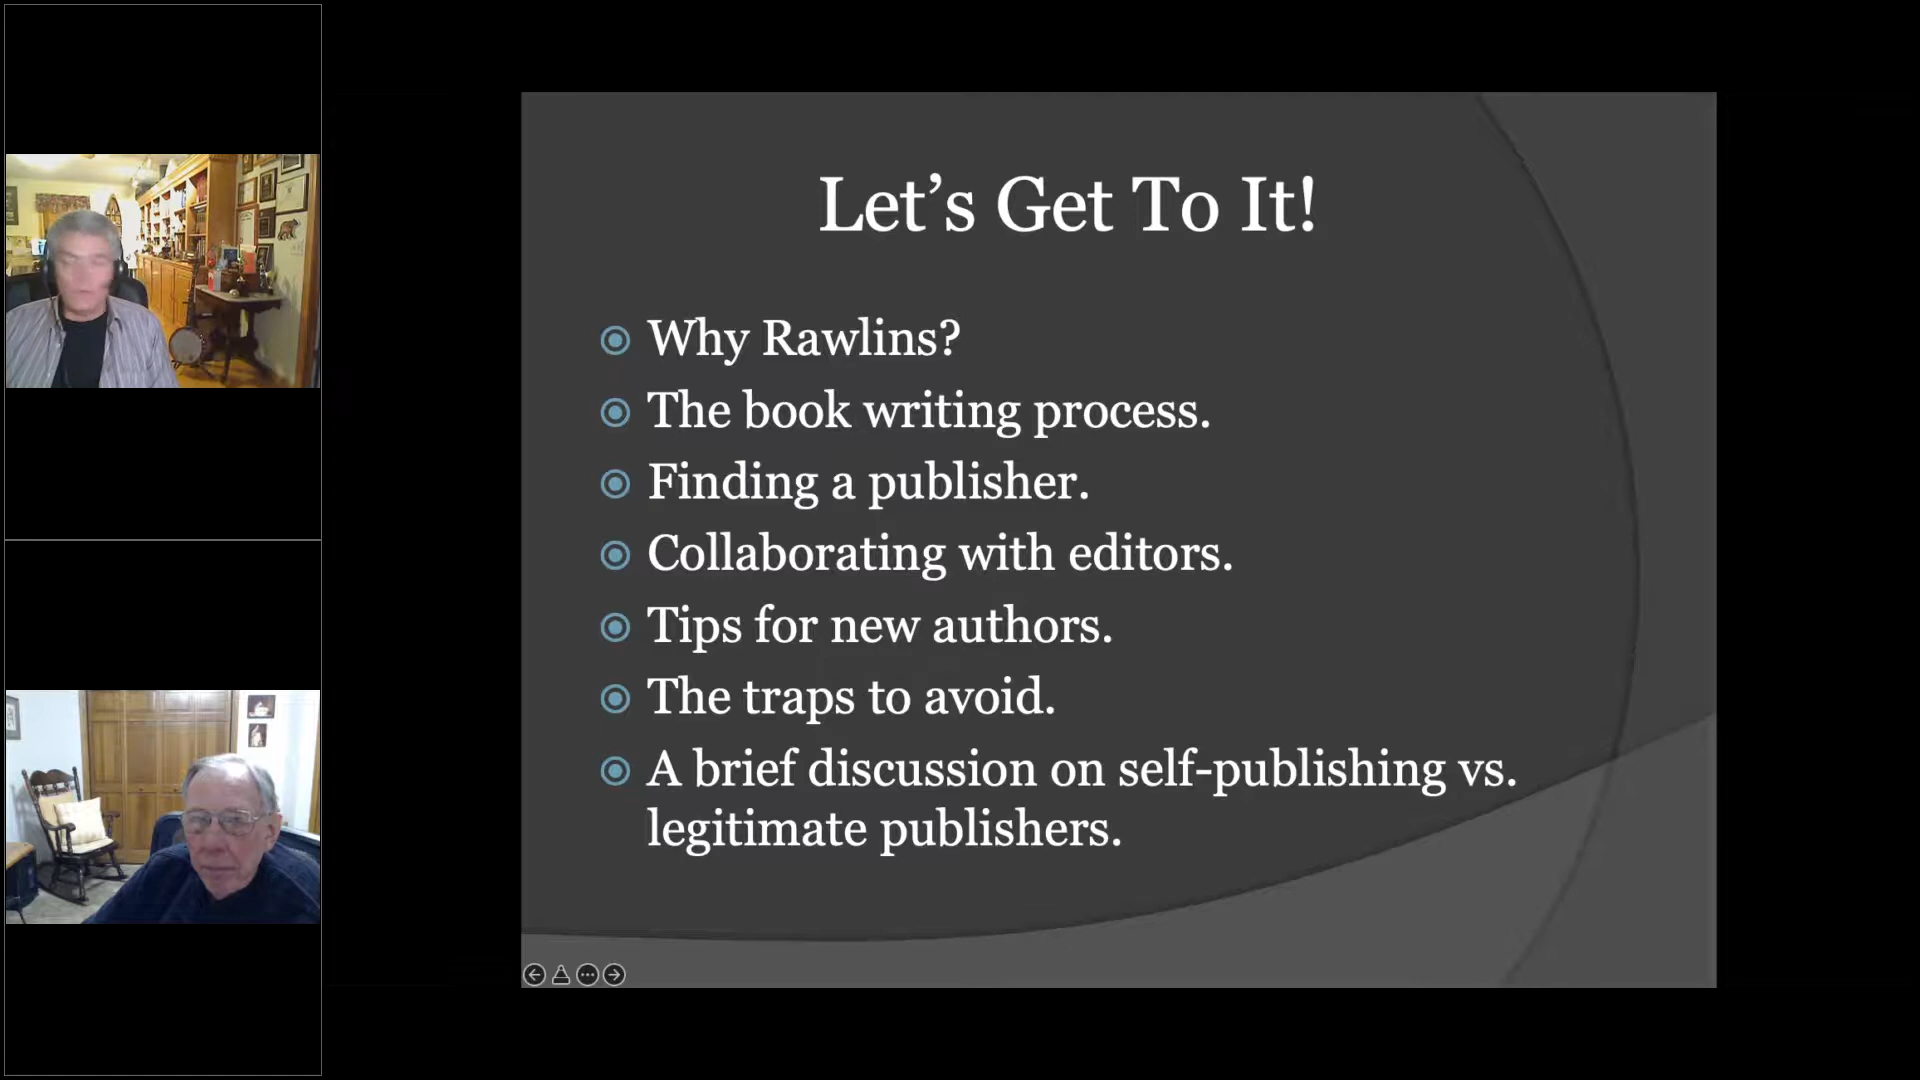 Let’s Get To It!
Why Rawlins?
The book writing process.
Finding a publisher.
Collaborating with editors.
Tips for new authors.
The traps to avoid.
A brief discussion on self-publishing vs.
legitimate publishers.